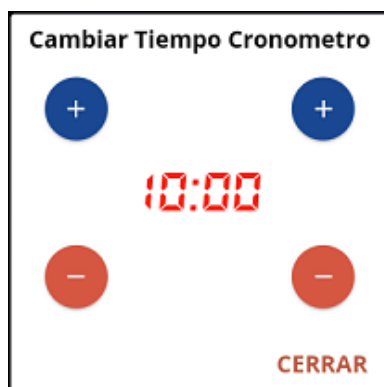 Cambiar Tiempo Cronometro
+ +
10:00
− −
CERRAR